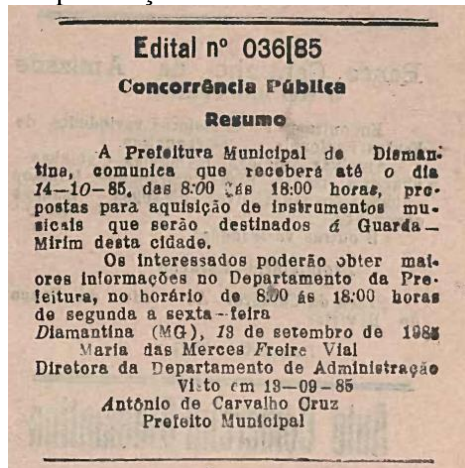 Edital nº 036[85
Concorrência Pública
Resumo
A Prefeitura Municipal de Diaman-
tina, comunica que receberá até o dia
14-10-85, das 8:00 ás 18:00 horas, pro-
postas para aquisição de instrumentos mu-
sicais que serão destinados á Guarda-
Mirim desta cidade.
Os interessados poderão obter mai-
ores informações no Departamento da Pre-
feitura, no horário de 8:00 ás 18:00 horas
de segunda a sexta-feira
Diamantina (MG), 13 de setembro de 1985
Maria das Merces Freire Vial
Diretora da Departamento de Administração
Visto em 13-09-85
Antônio de Carvalho Cruz
Prefeito Municipal